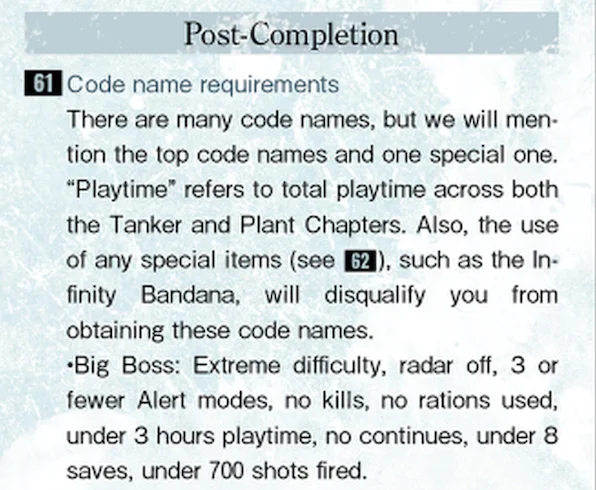 Post-Completion
61 Code name requirements
There are many code names, but we will men-
tion the top code names and one special one.
“Playtime” refers to total playtime across both
the Tanker and Plant Chapters. Also, the use
of any special items (see 62), such as the In-
finity Bandana, will disqualify you from
obtaining these code names.
•Big Boss: Extreme difficulty, radar off, 3 or
fewer Alert modes, no kills, no rations used,
under 3 hours playtime, no continues, under 8
saves, under 700 shots fired.